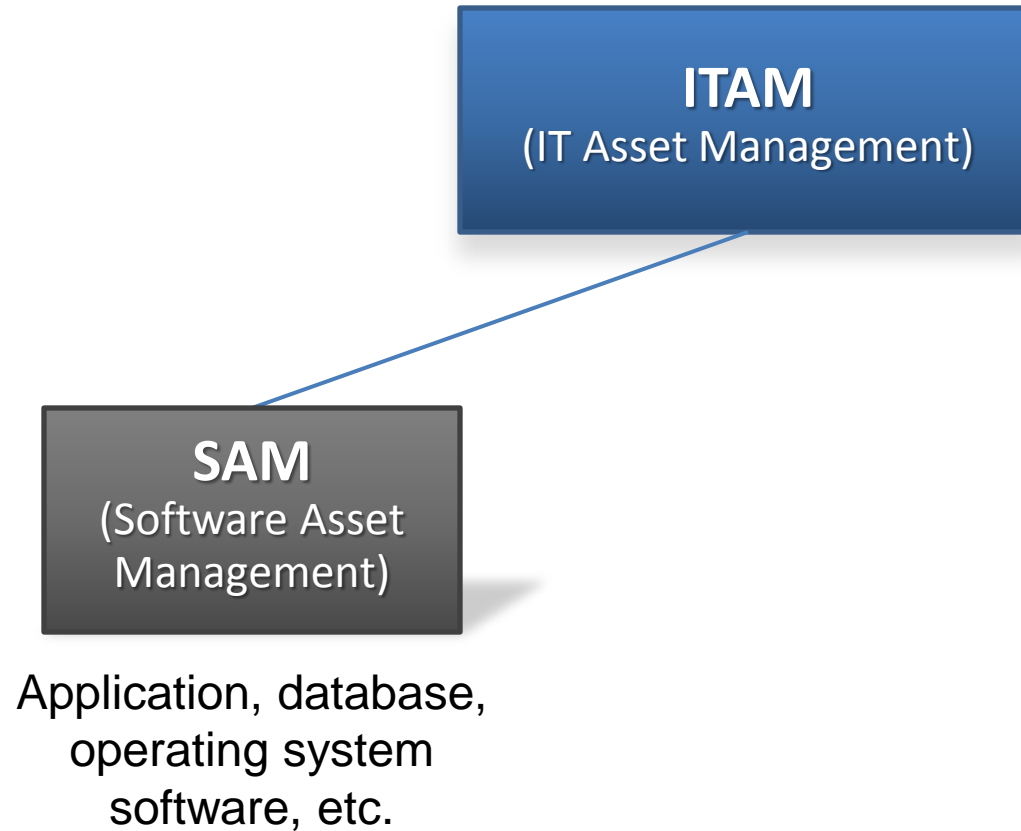 ITAM
(IT Asset Management)
SAM
(Software Asset
Management)
Application, database,
operating system
software, etc.